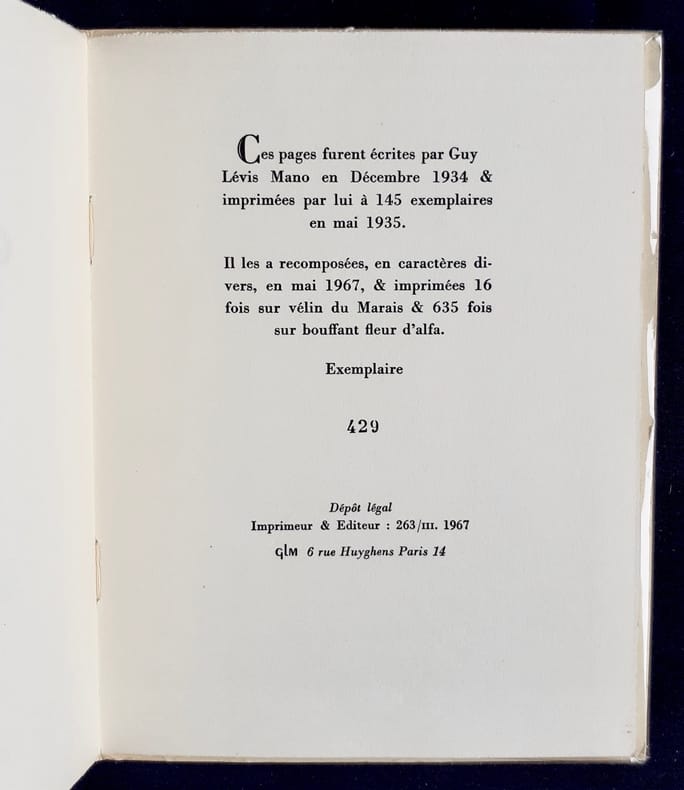 Ces pages furent écrites par Guy
Lévis Mano en Décembre 1934 &
imprimées par lui à 145 exemplaires
en mai 1935.
Il les a recomposées, en caractères di-
vers, en mai 1967, & imprimées 16
fois sur vélin du Marais & 635 fois
sur bouffant fleur d'alfa.
Exemplaire
429
Dépôt légal
Imprimeur & Editeur : 263/III. 1967
GLM 6 rue Huyghens Paris 14